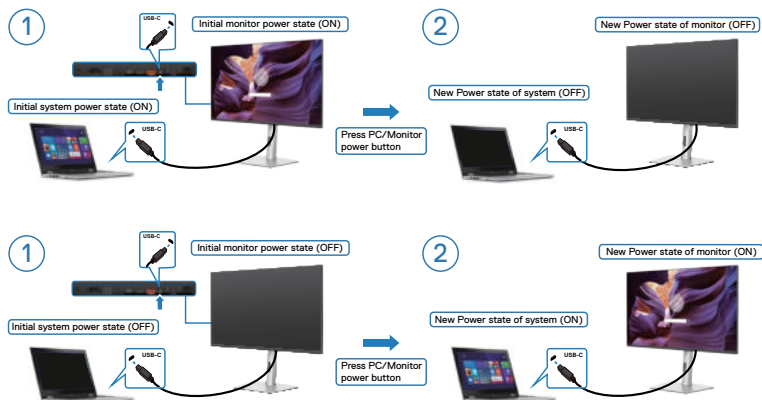 1
USB-C
Initial monitor power state (ON)
Initial system power state (ON)
USB-C
Press PC/Monitor
power button
2
New Power state of monitor (OFF)
New Power state of system (OFF)
USB-C
1
USB-C
Initial monitor power state (OFF)
Initial system power state (OFF)
USB-C
Press PC/Monitor
power button
2
New Power state of monitor (ON)
New Power state of system (ON)
USB-C